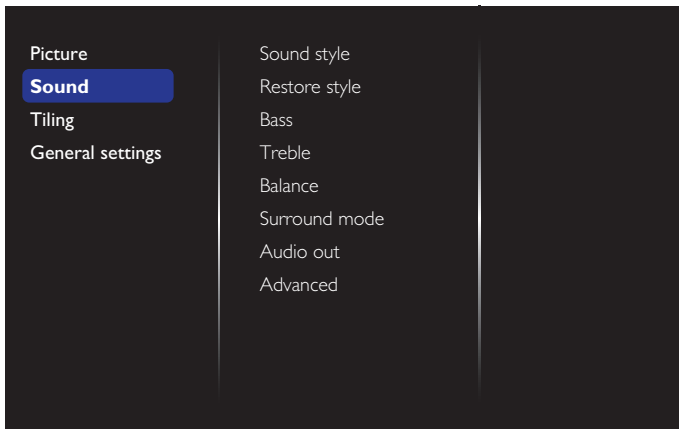 Picture
Sound
Tiling
General settings
Sound style
Restore style
Bass
Treble
Balance
Surround mode
Audio out
Advanced